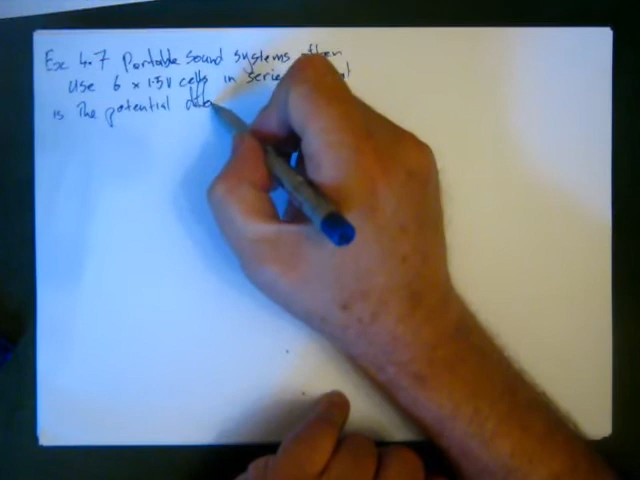 Ex 4.7 Portable sound systems often
Use 6 x 1.5V cells in series
is The potential